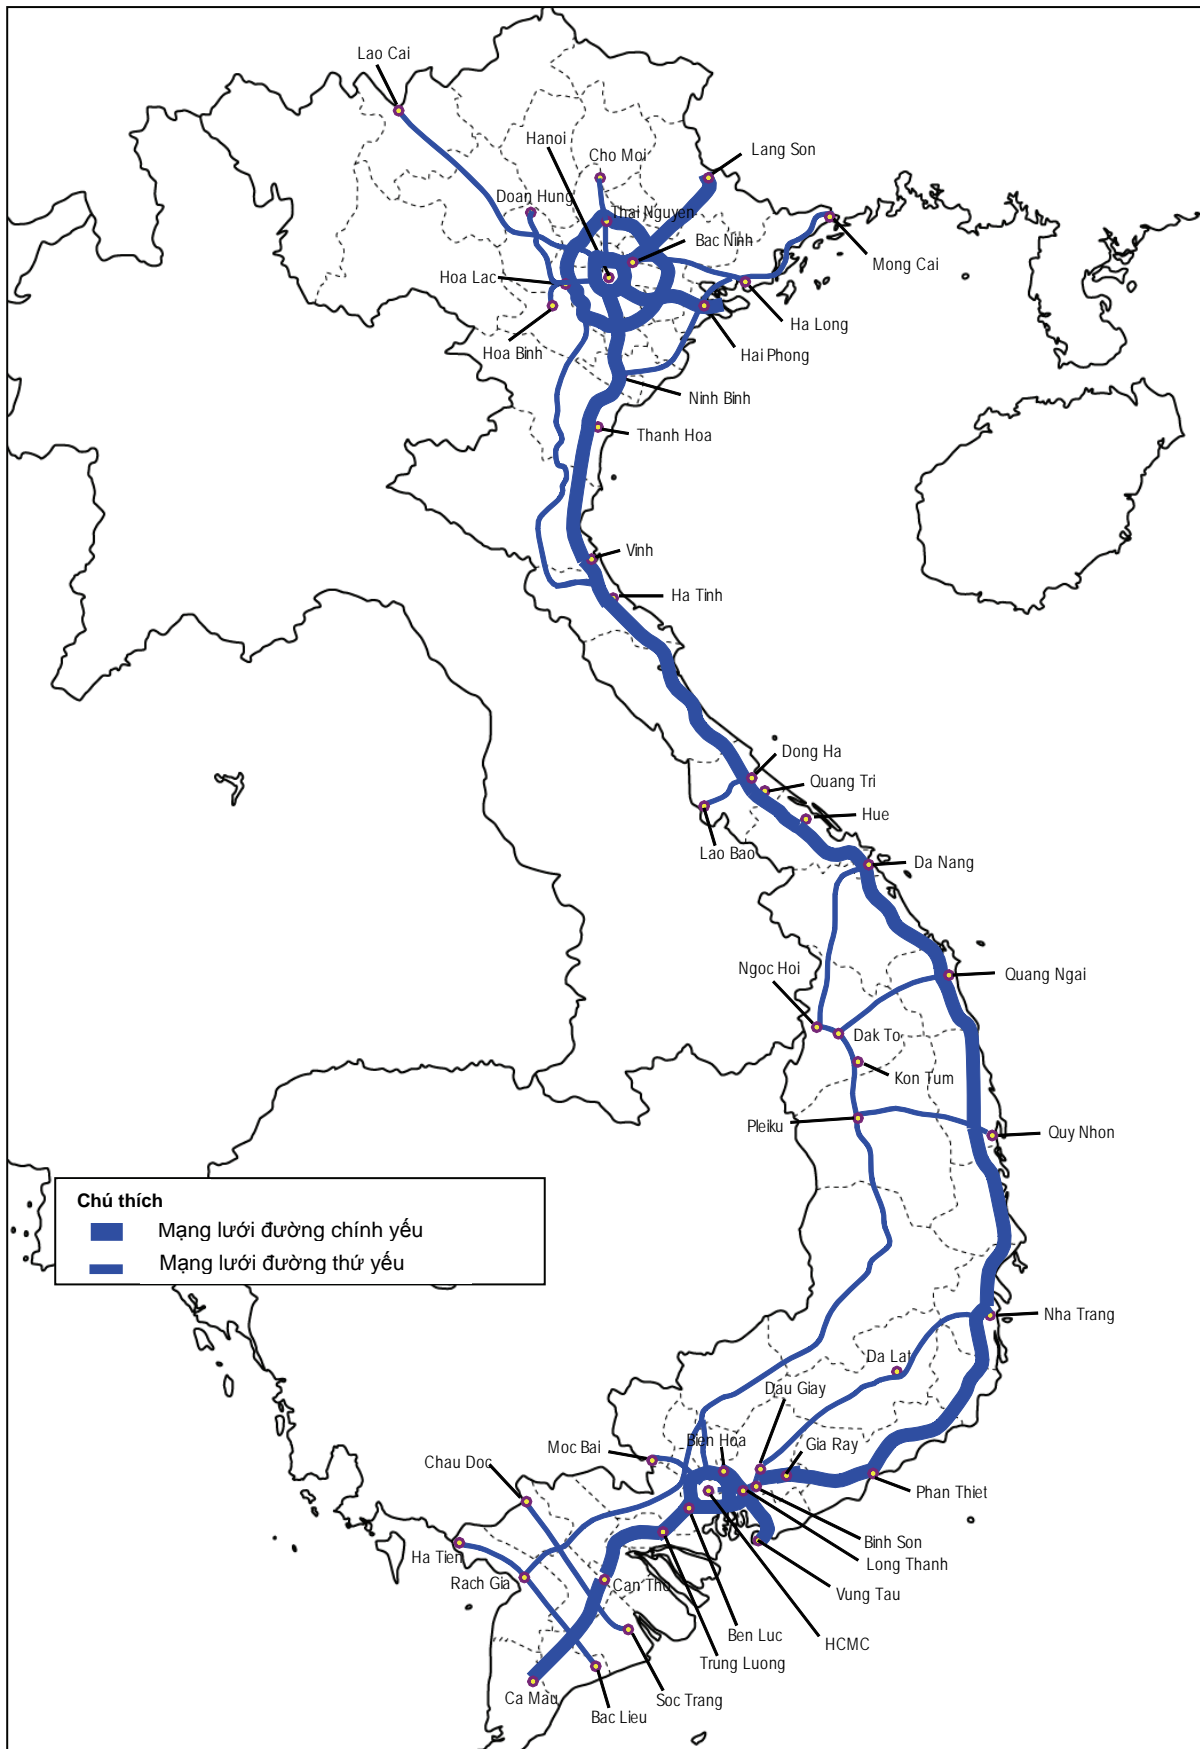 Lao Cai
Hanoi
Cho Moi
Lang Son
Doan Hung
Thai Nguyen
Bac Ninh
Mong Cai
Hoa Lac
Ha Long
Hoa Binh
Hai Phong
Ninh Binh
Thanh Hoa
Vinh
Ha Tinh
Dong Ha
Quang Tri
Hue
Lao Bao
Da Nang
Ngoc Hoi
Quang Ngai
Dak To
Kon Tum
Pleiku
Quy Nhon
Chú thích
Mạng lưới đường chính yếu
Mạng lưới đường thứ yếu
Nha Trang
Da Lat
Dau Giay
Bien Hoa
Gia Ray
Moc Bai
Chau Doc
Phan Thiet
Binh Son
Long Thanh
Ha Tien
Rach Gia
Can Tho
Vung Tau
Ben Luc
HCMC
Trung Luong
Ca Mau
Soc Trang
Bac Lieu